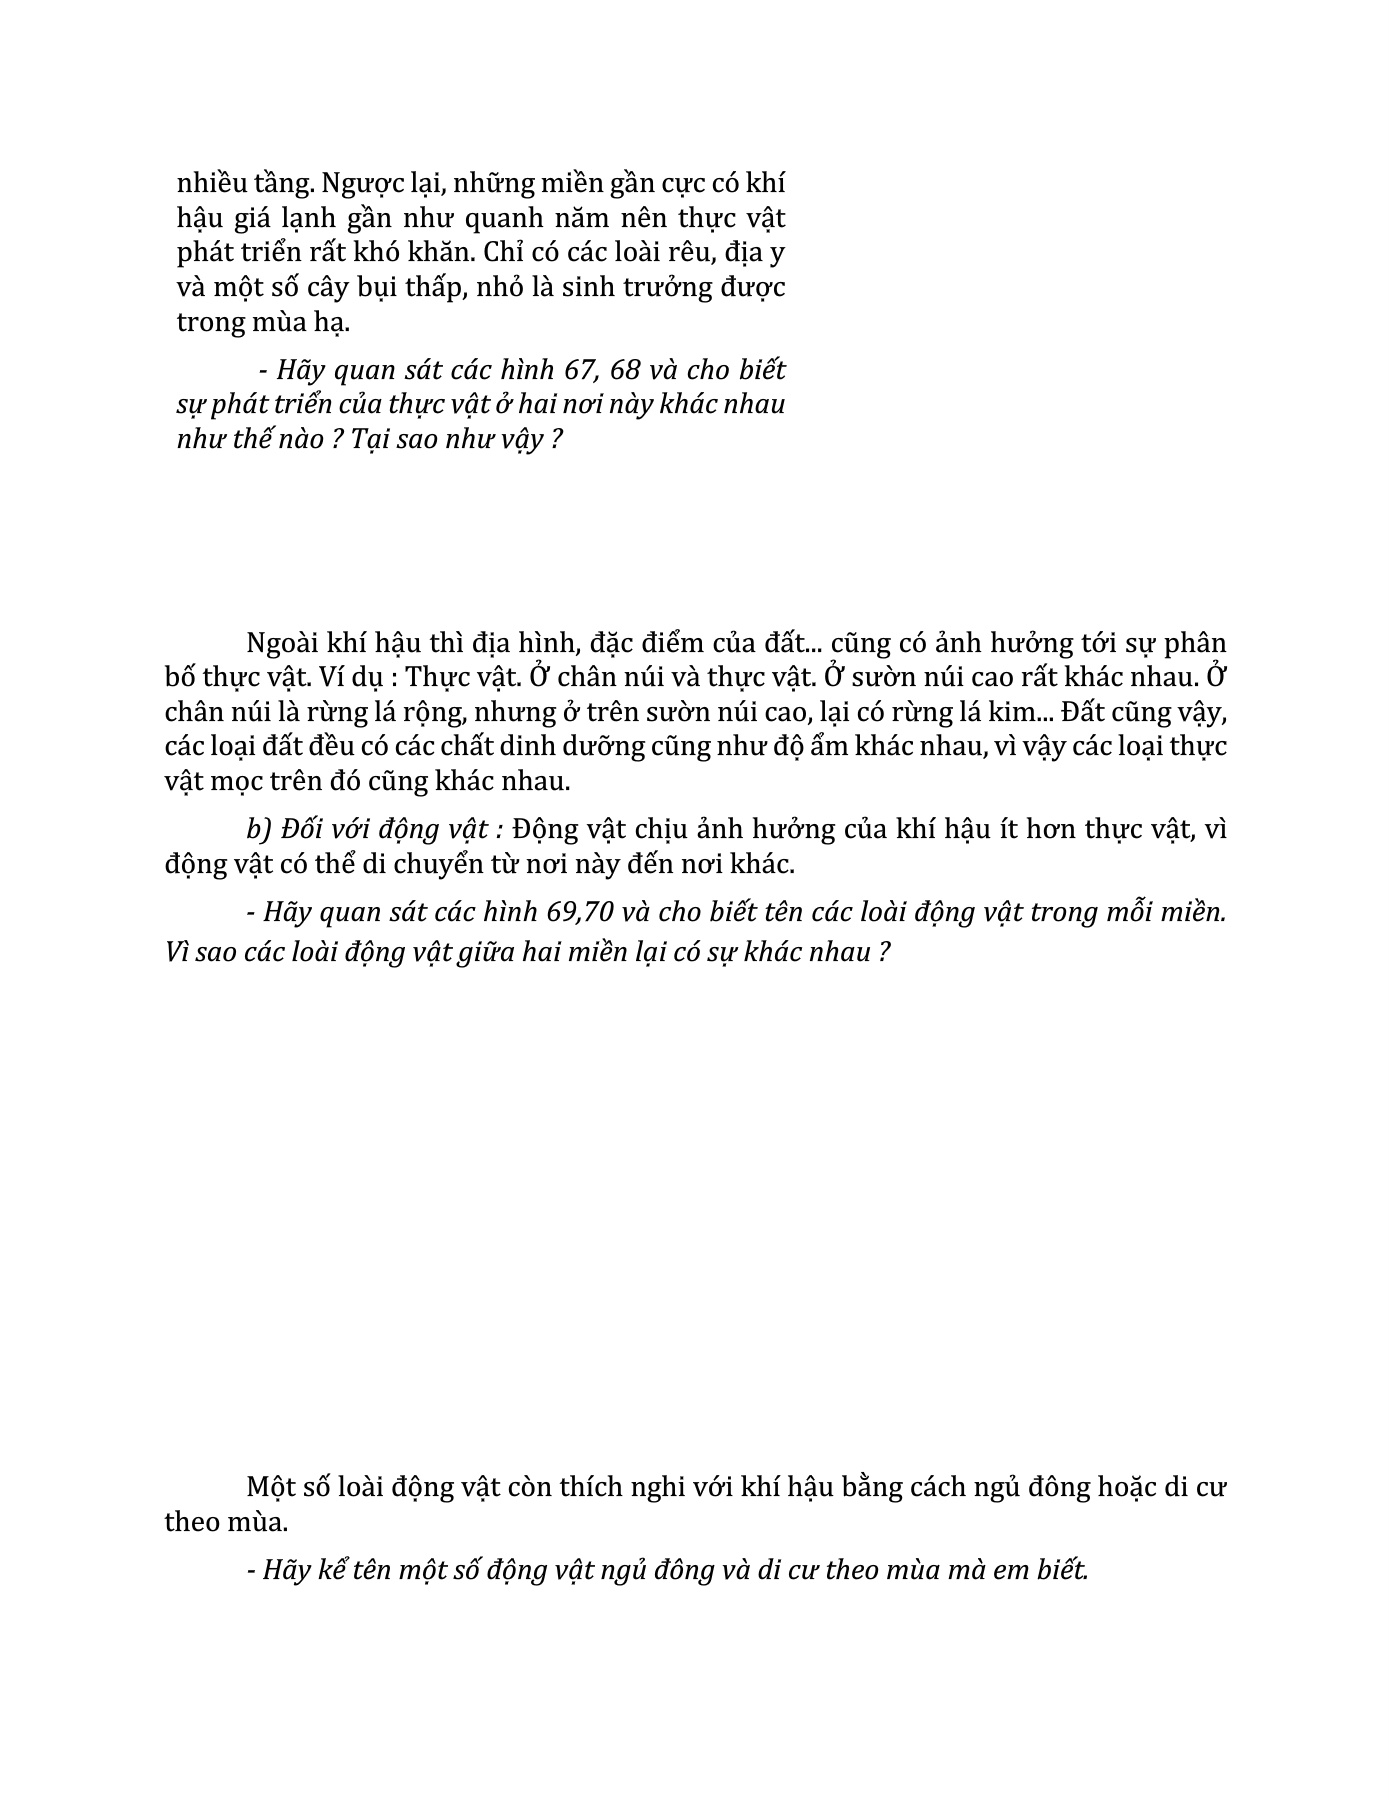 nhiều tầng. Ngược lại, những miền gần cực có khí
hậu giá lạnh gần như quanh năm nên thực vật
phát triển rất khó khăn. Chỉ có các loài rêu, địa y
và một số cây bụi thấp, nhỏ là sinh trưởng được
trong mùa hạ.
- Hãy quan sát các hình 67, 68 và cho biết
sự phát triển của thực vật ở hai nơi này khác nhau
như thế nào ? Tại sao như vậy ?
Ngoài khí hậu thì địa hình, đặc điểm của đất... cũng có ảnh hưởng tới sự phân
bố thực vật. Ví dụ : Thực vật. Ở chân núi và thực vật. Ở sườn núi cao rất khác nhau. Ở
chân núi là rừng lá rộng, nhưng ở trên sườn núi cao, lại có rừng lá kim... Đất cũng vậy,
các loại đất đều có các chất dinh dưỡng cũng như độ ẩm khác nhau, vì vậy các loại thực
vật mọc trên đó cũng khác nhau.
b) Đối với động vật : Động vật chịu ảnh hưởng của khí hậu ít hơn thực vật, vì
động vật có thể di chuyển từ nơi này đến nơi khác.
- Hãy quan sát các hình 69,70 và cho biết tên các loài động vật trong mỗi miền.
Vì sao các loài động vật giữa hai miền lại có sự khác nhau ?
Một số loài động vật còn thích nghi với khí hậu bằng cách ngủ đông hoặc di cư
theo mùa.
- Hãy kể tên một số động vật ngủ đông và di cư theo mùa mà em biết.